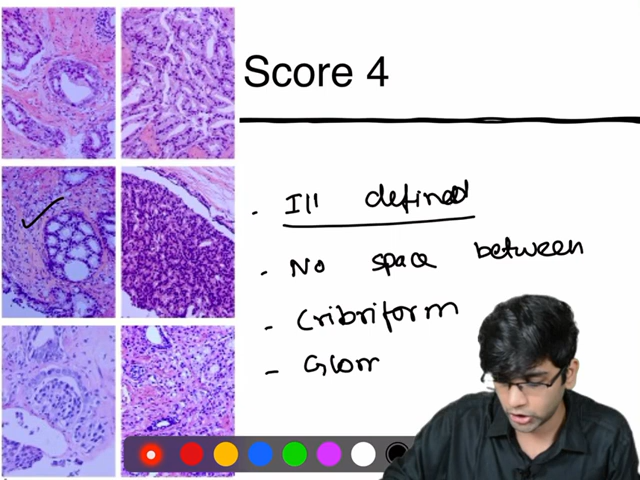 Score 4
. Ill defined
. No space between
- Cribriform
- Glom